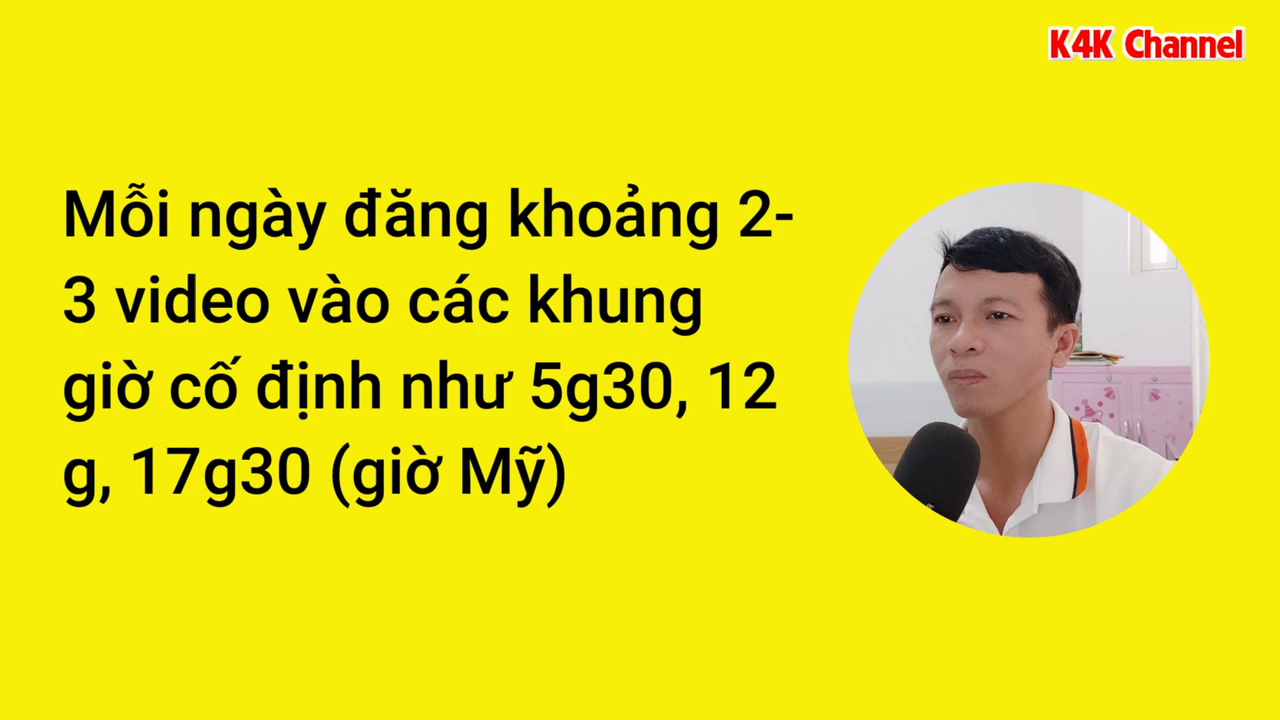 K4K Channel
Mỗi ngày đăng khoảng 2-
3 video vào các khung
giờ cố định như 5g30, 12
g, 17g30 (giờ Mỹ)